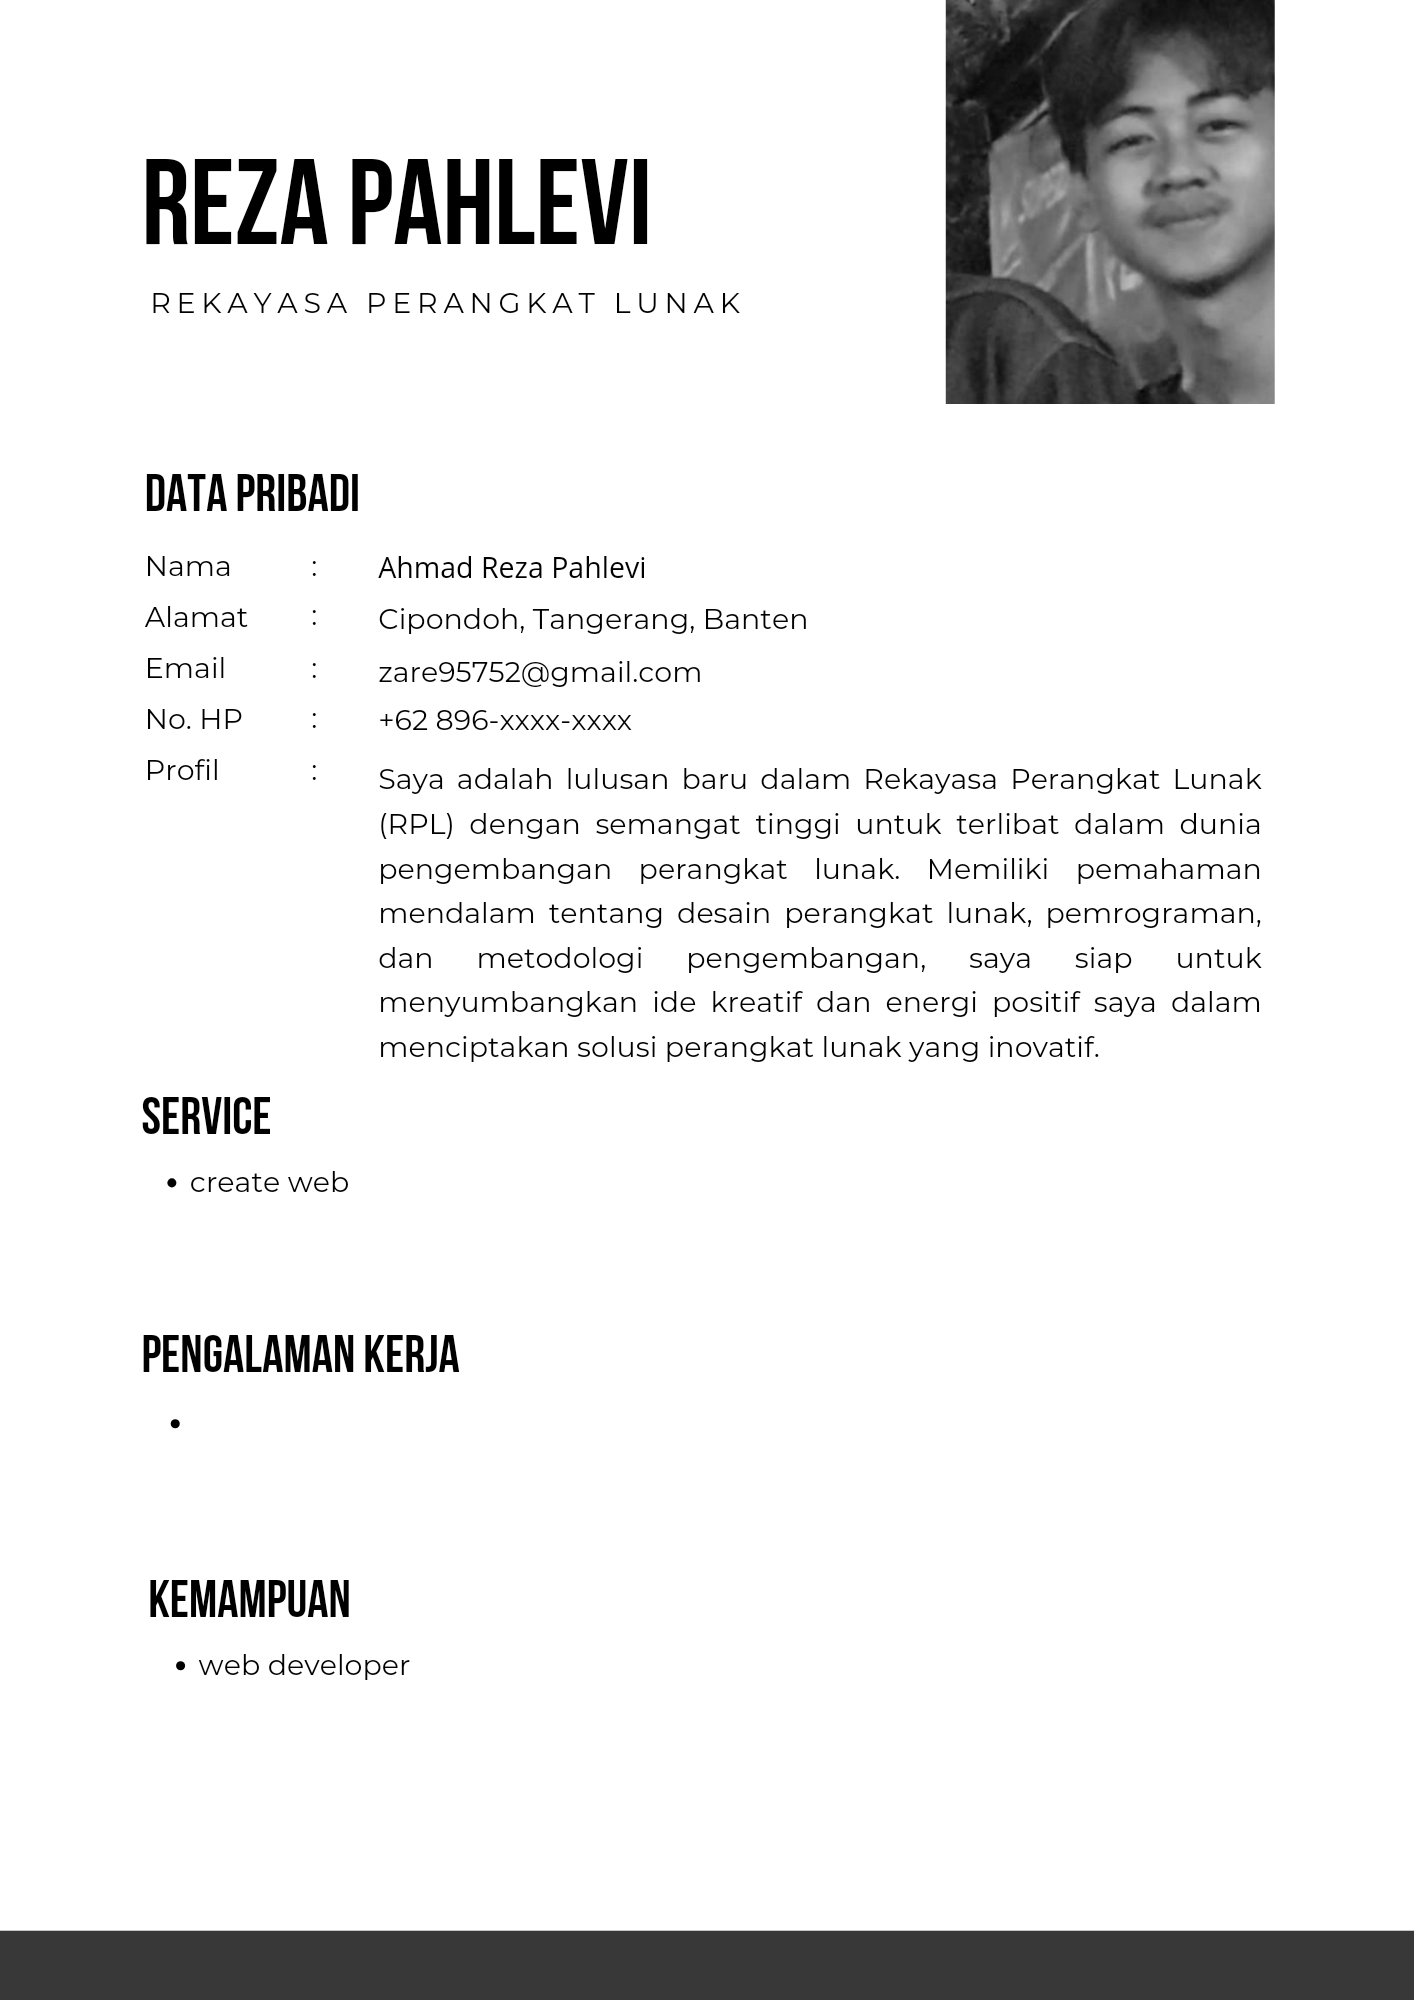 REZA PAHLEVI
REKAYASA PERANGKAT LUNAK
DATA PRIBADI
Nama : Ahmad Reza Pahlevi
Alamat : Cipondoh, Tangerang, Banten
Email : zare95752@gmail.com
No. HP : +62 896-xxxx-xxxx
Profil : Saya adalah lulusan baru dalam Rekayasa Perangkat Lunak
(RPL) dengan semangat tinggi untuk terlibat dalam dunia
pengembangan perangkat lunak. Memiliki pemahaman
mendalam tentang desain perangkat lunak, pemrograman,
dan metodologi pengembangan, saya siap untuk
menyumbangkan ide kreatif dan energi positif saya dalam
menciptakan solusi perangkat lunak yang inovatif.
SERVICE
• create web
PENGALAMAN KERJA
•
KEMAMPUAN
• web developer